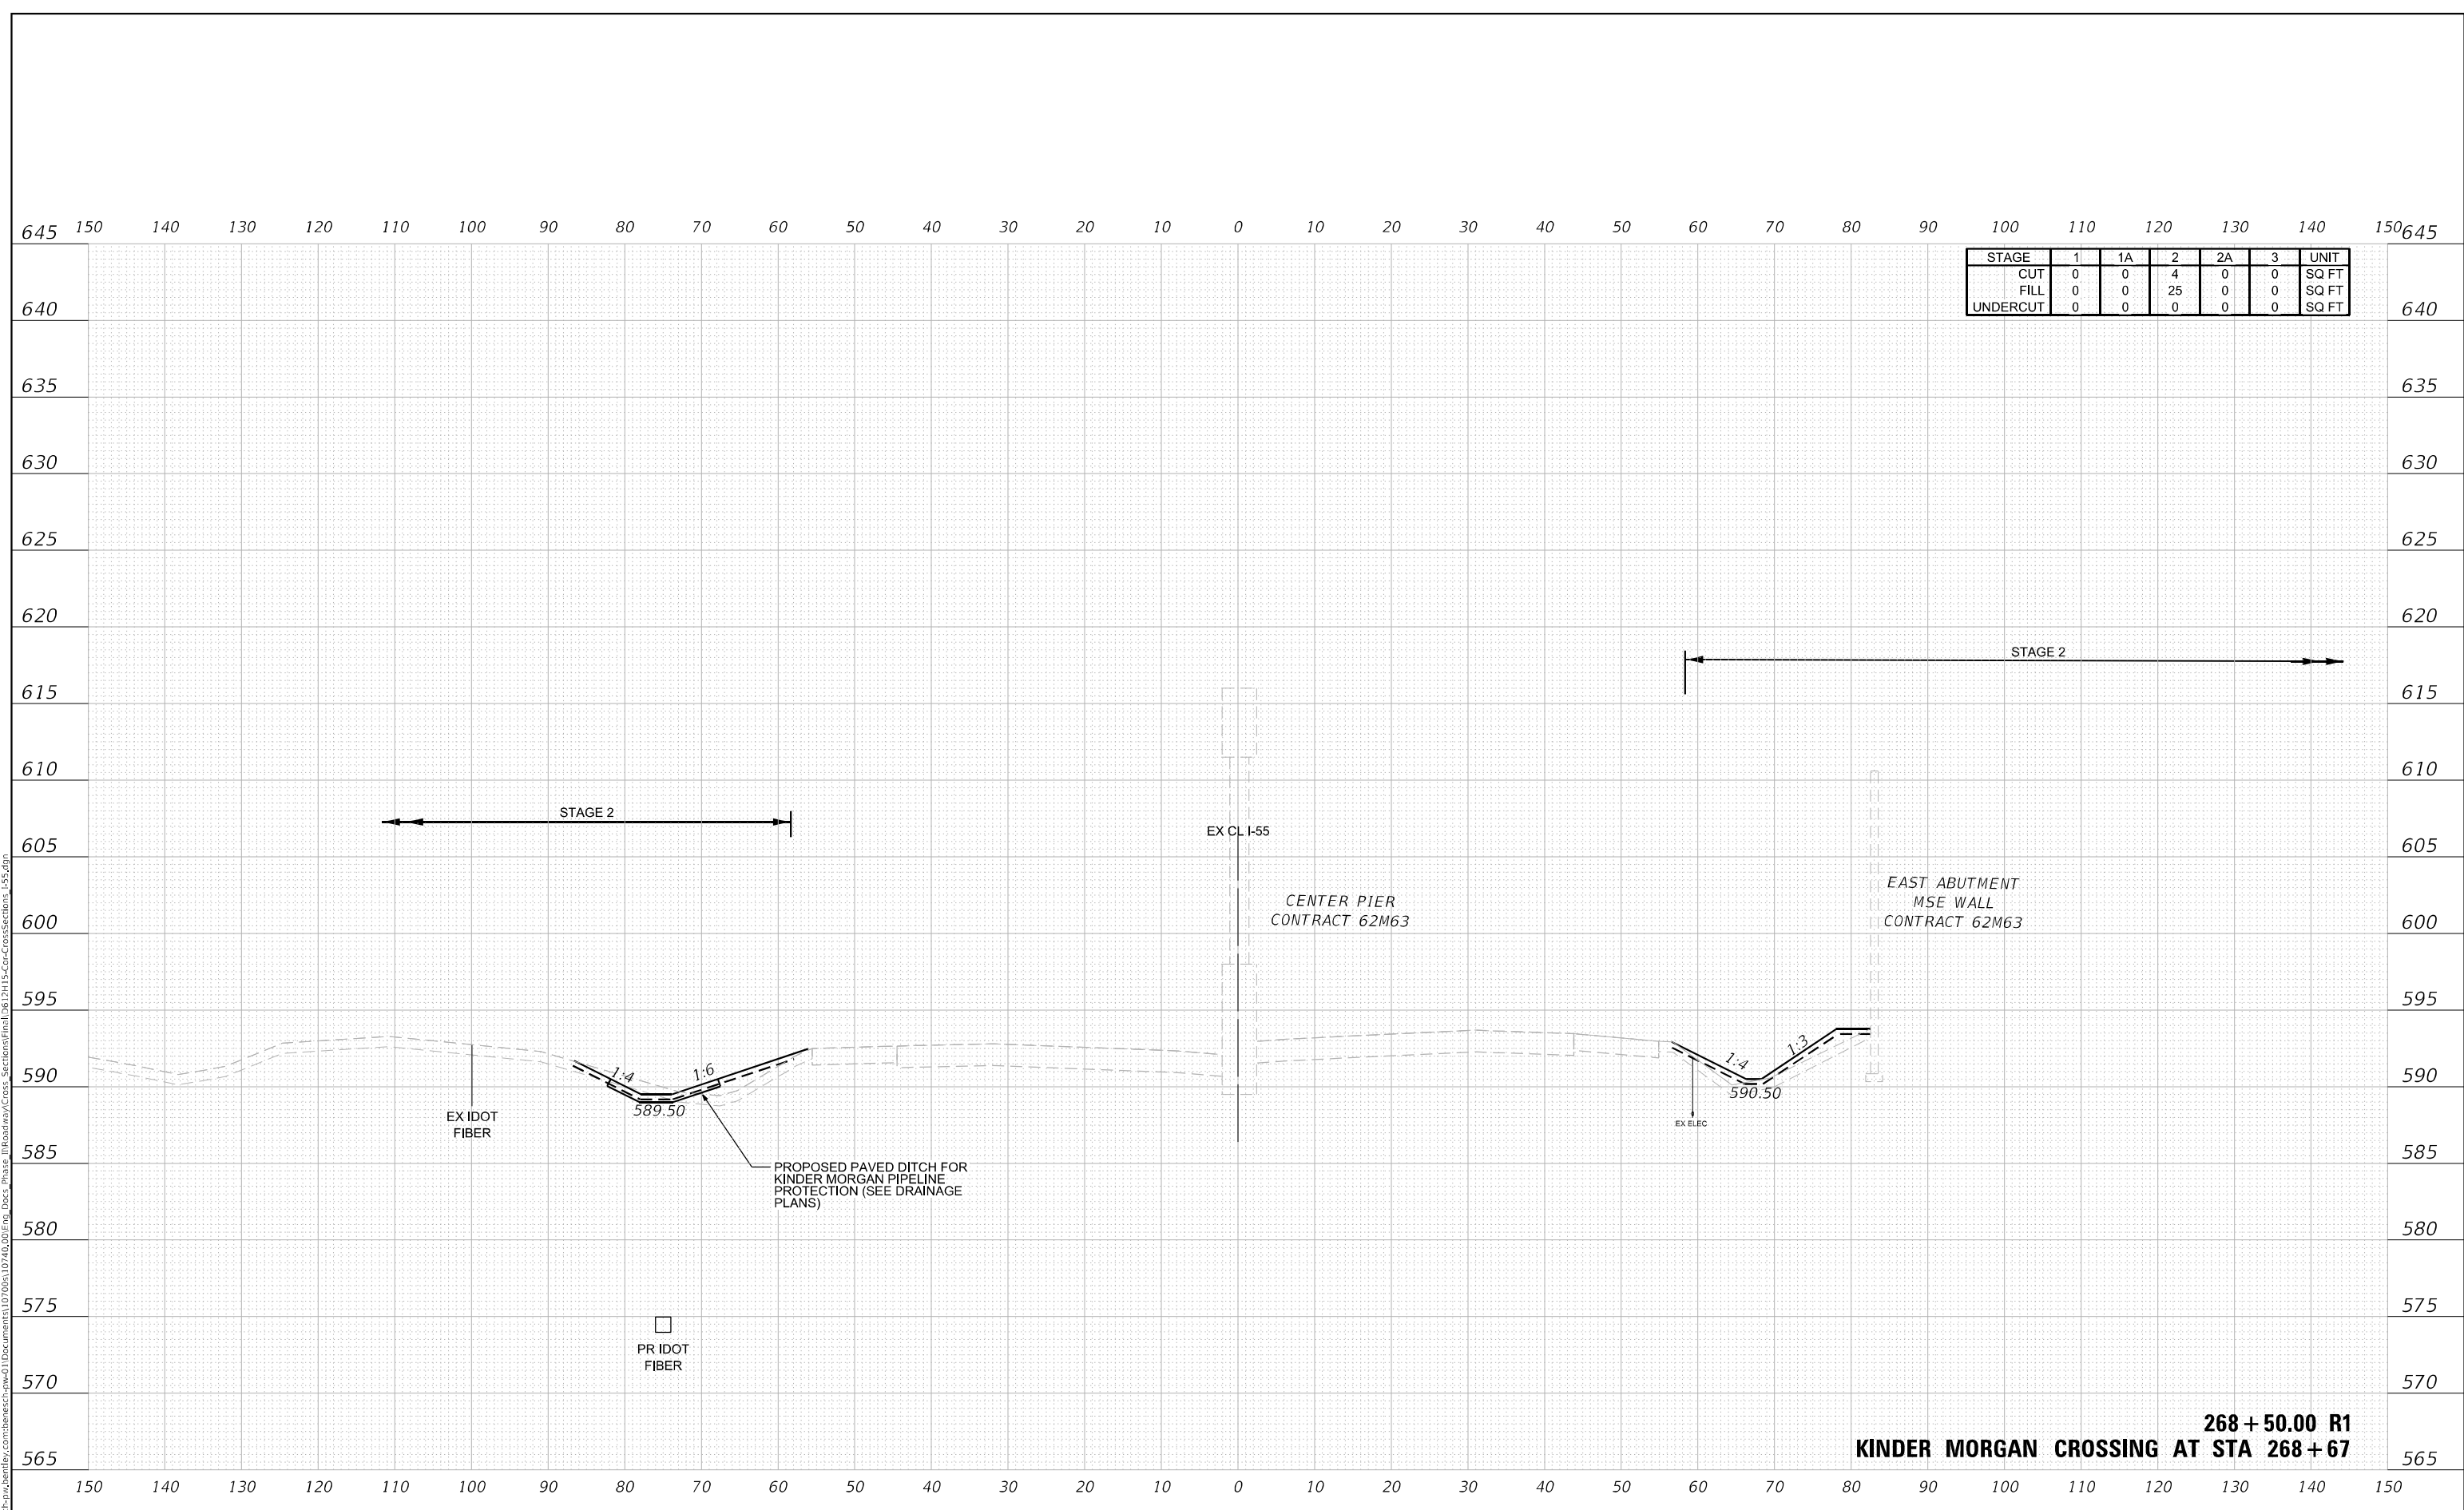 150 140 130 120 110 100 90 80 70 60 50 40 30 20 10 0 10 20 30 40 50 60 70 80 90 100 110 120 130 140 150
645 645
STAGE 1 1A 2 2A 3 UNIT
CUT 0 0 4 0 0 SQ FT
FILL 0 0 25 0 0 SQ FT
UNDERCUT 0 0 0 0 0 SQ FT
640 640
635 635
630 630
625 625
620 620
STAGE 2
615 615
610 610
STAGE 2
EX CL I-55
605 605
CENTER PIER
CONTRACT 62M63
EAST ABUTMENT
MSE WALL
CONTRACT 62M63
600 600
595 595
590 590
1:4 1:6
589.50
1:4 1:3
590.50
EX IDOT
FIBER
EX ELEC
585 585
PROPOSED PAVED DITCH FOR
KINDER MORGAN PIPELINE
PROTECTION (SEE DRAINAGE
PLANS)
580 580
575 575
PR IDOT
FIBER
570 570
268+50.00 R1
KINDER MORGAN CROSSING AT STA 268+67
565 565
150 140 130 120 110 100 90 80 70 60 50 40 30 20 10 0 10 20 30 40 50 60 70 80 90 100 110 120 130 140 150